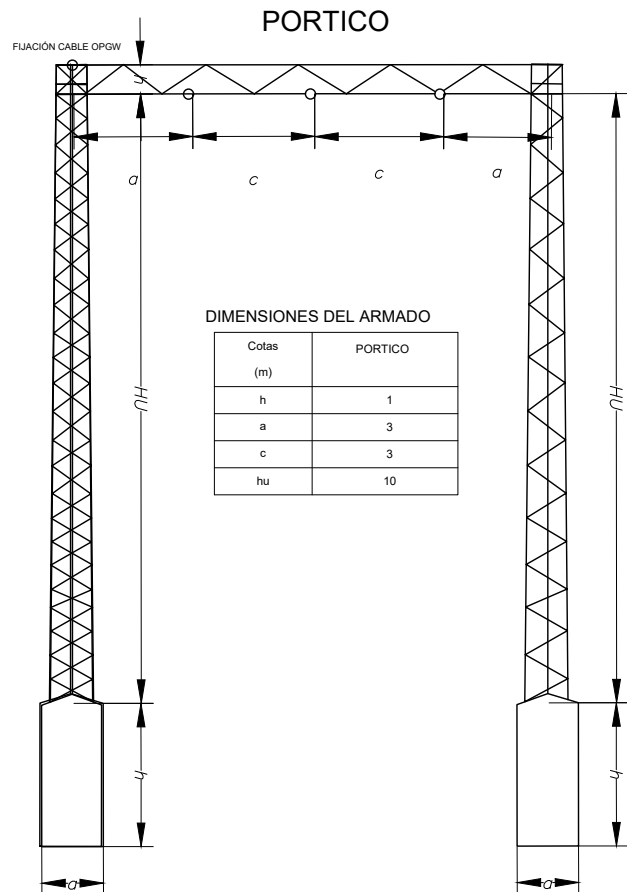 PORTICO
FIJACIÓN CABLE OPGW
h
a
c
c
a
DIMENSIONES DEL ARMADO
Cotas (m) PORTICO
h 1
a 3
c 3
hu 10
HU
HU
h
h
a
a